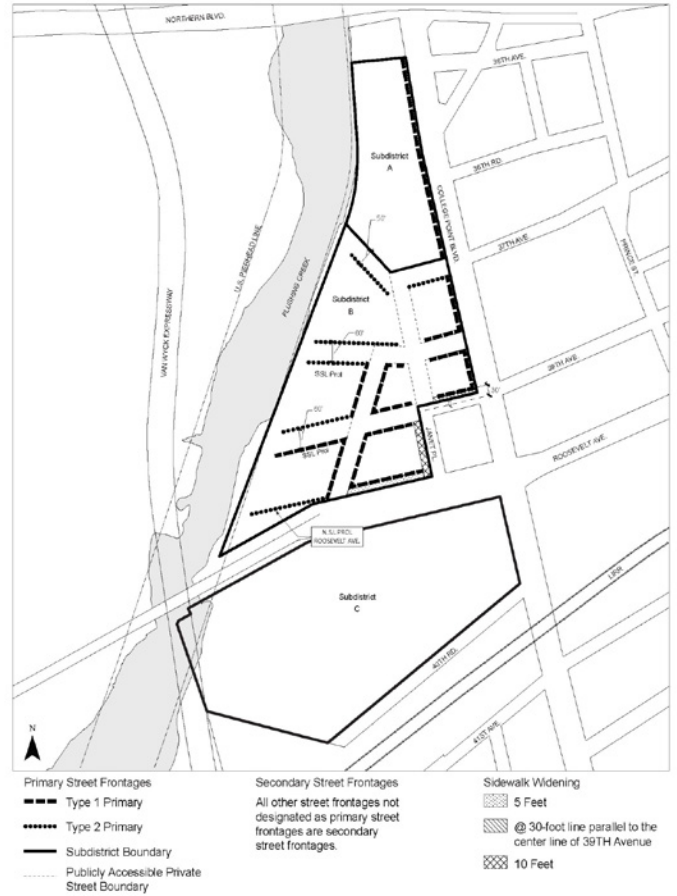 NORTHERN BLVD.
35TH AVE.
Subdistrict
A
36TH RD.
COLLEGE POINT BLVD.
37TH AVE.
PRINCE ST.
U.S. PIERHEAD LINE
FLUSHING CREEK
VAN WYCK EXPRESSWAY
50'
Subdistrict
B
60'
SSL Prol
39TH AVE.
30'
60'
SSL Prol
JANET PL.
ROOSEVELT AVE.
N.S.L. PROL.
ROOSEVELT AVE.
Subdistrict
C
LIRR
40TH RD.
41ST AVE.
N
Primary Street Frontages
Type 1 Primary
Type 2 Primary
Subdistrict Boundary
Publicly Accessible Private
Street Boundary
Secondary Street Frontages
All other street frontages not
designated as primary street
frontages are secondary
street frontages.
Sidewalk Widening
5 Feet
@ 30-foot line parallel to the
center line of 39TH Avenue
10 Feet